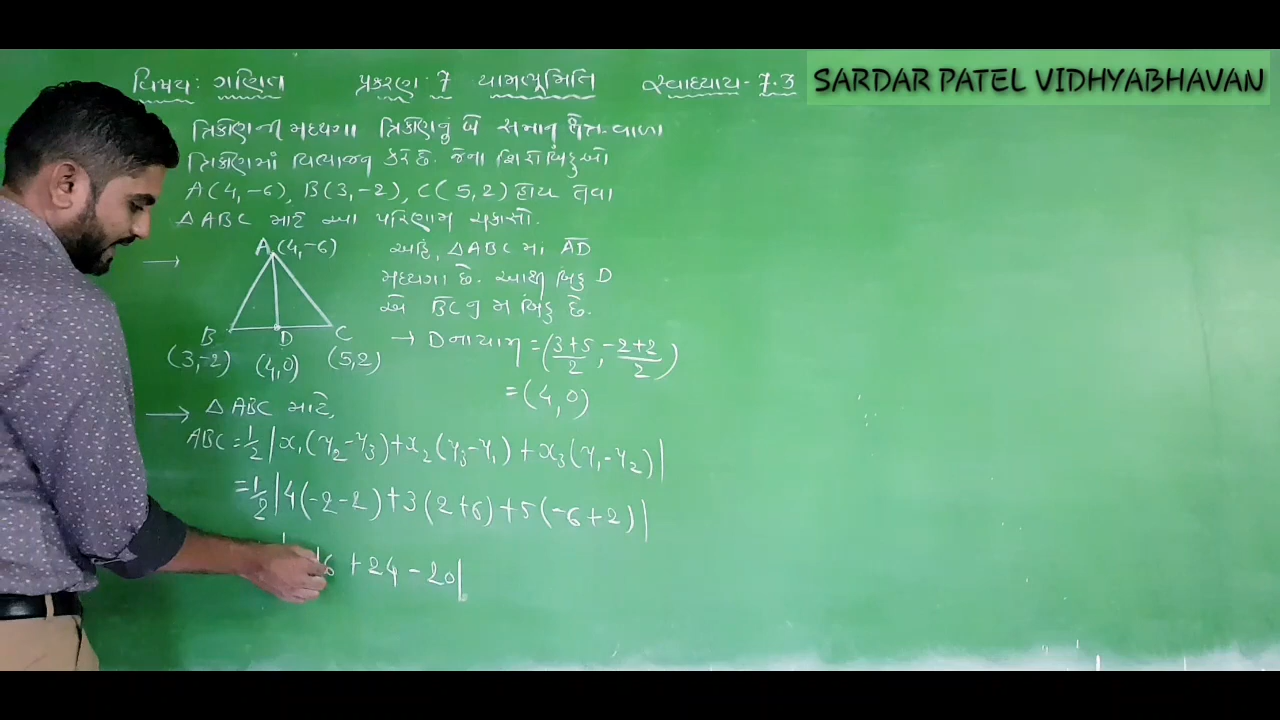 વિષય: ગણિત પ્રકરણ: 7 યામભૂમિતિ સ્વાધ્યાય - 7.3 SARDAR PATEL VIDHYABHAVAN
ત્રિકોણની મધ્યગા ત્રિકોણનું બે સમાન ક્ષેત્રવાળા
ત્રિકોણમાં વિભાજન કરે છે. જેના શિરોબિંદુઓ
A(4,-6), B(3,-2), C(5,2) હોય તેવા
△ABC માટે આ પરિણામ ચકાસો.
→ A(4,-6)
B D C
(3,-2) (4,0) (5,2)
અહિં, △ABC માં AD
મધ્યગા છે. આથી બિંદુ D
એ BC નું મ બિંદુ છે.
→ D ના યામ = (3+5/2, -2+2/2)
= (4,0)
→ △ABC માટે,
ABC = 1/2 |x₁(y₂-y₃)+x₂(y₃-y₁)+x₃(y₁-y₂)|
= 1/2 |4(-2-2)+3(2+6)+5(-6+2)|
16 +24 -20|